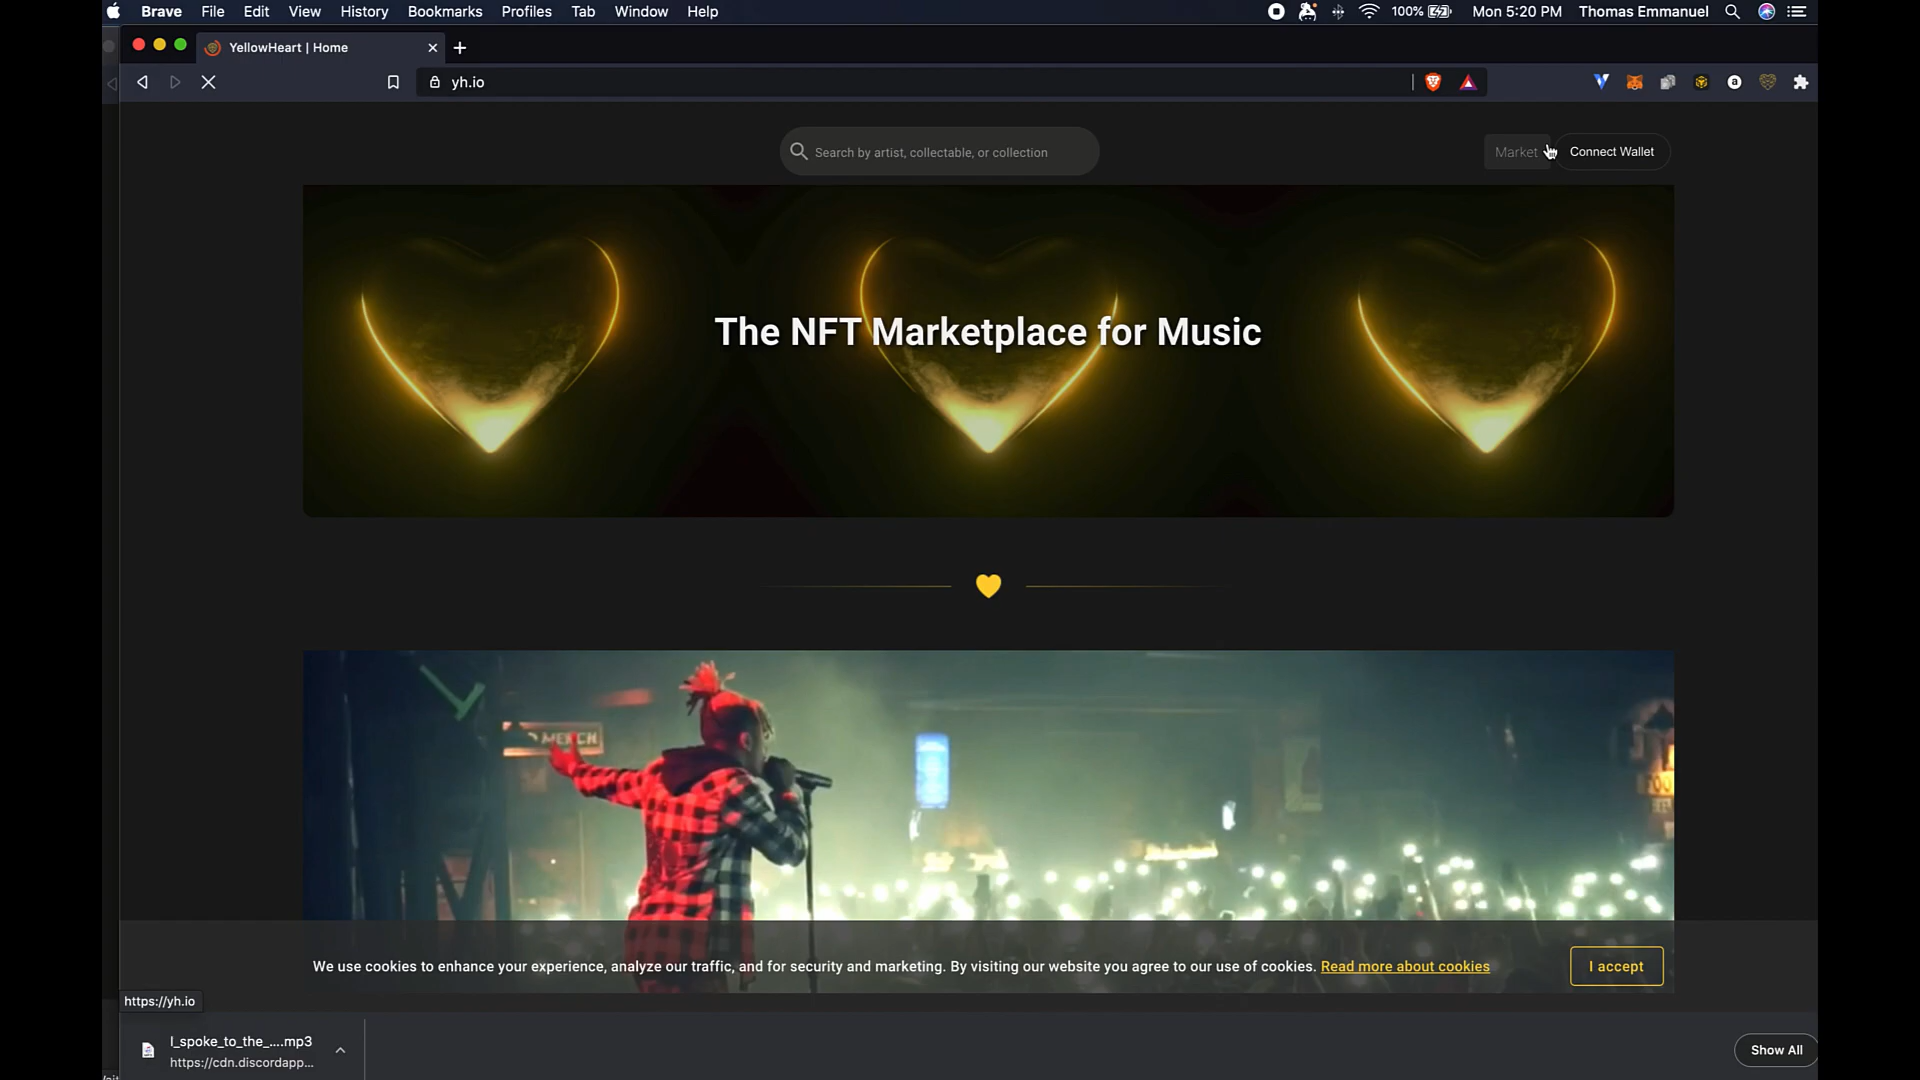 Brave File Edit View History Bookmarks Profiles Tab Window Help 100% Mon 5:20 PM Thomas Emmanuel
YellowHeart | Home
yh.io
Search by artist, collectable, or collection
Market
Connect Wallet
The NFT Marketplace for Music
MERCH
We use cookies to enhance your experience, analyze our traffic, and for security and marketing. By visiting our website you agree to our use of cookies. Read more about cookies
I accept
https://yh.io
I_spoke_to_the_....mp3
https://cdn.discordapp...
Show All